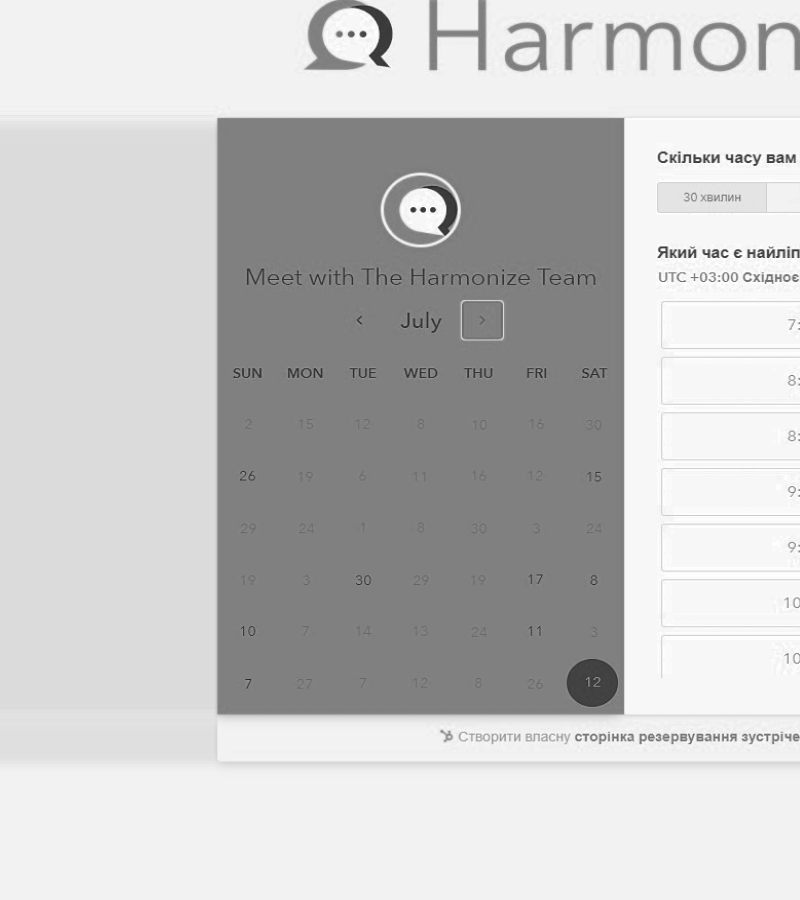 Harmon
Meet with The Harmonize Team
July
SUN MON TUE WED THU FRI SAT
2 15 12 8 10 16 30
26 19 6 11 16 12 15
29 24 1 8 30 3 24
19 3 30 29 19 17 8
10 7 14 13 24 11 3
7 27 7 12 8 26 12
Скільки часу вам
30 хвилин
Який час є найліп
UTC +03:00 Східноє
7:
8:
8:
9:
9:
10
10
Створити власну сторінка резервування зустріче